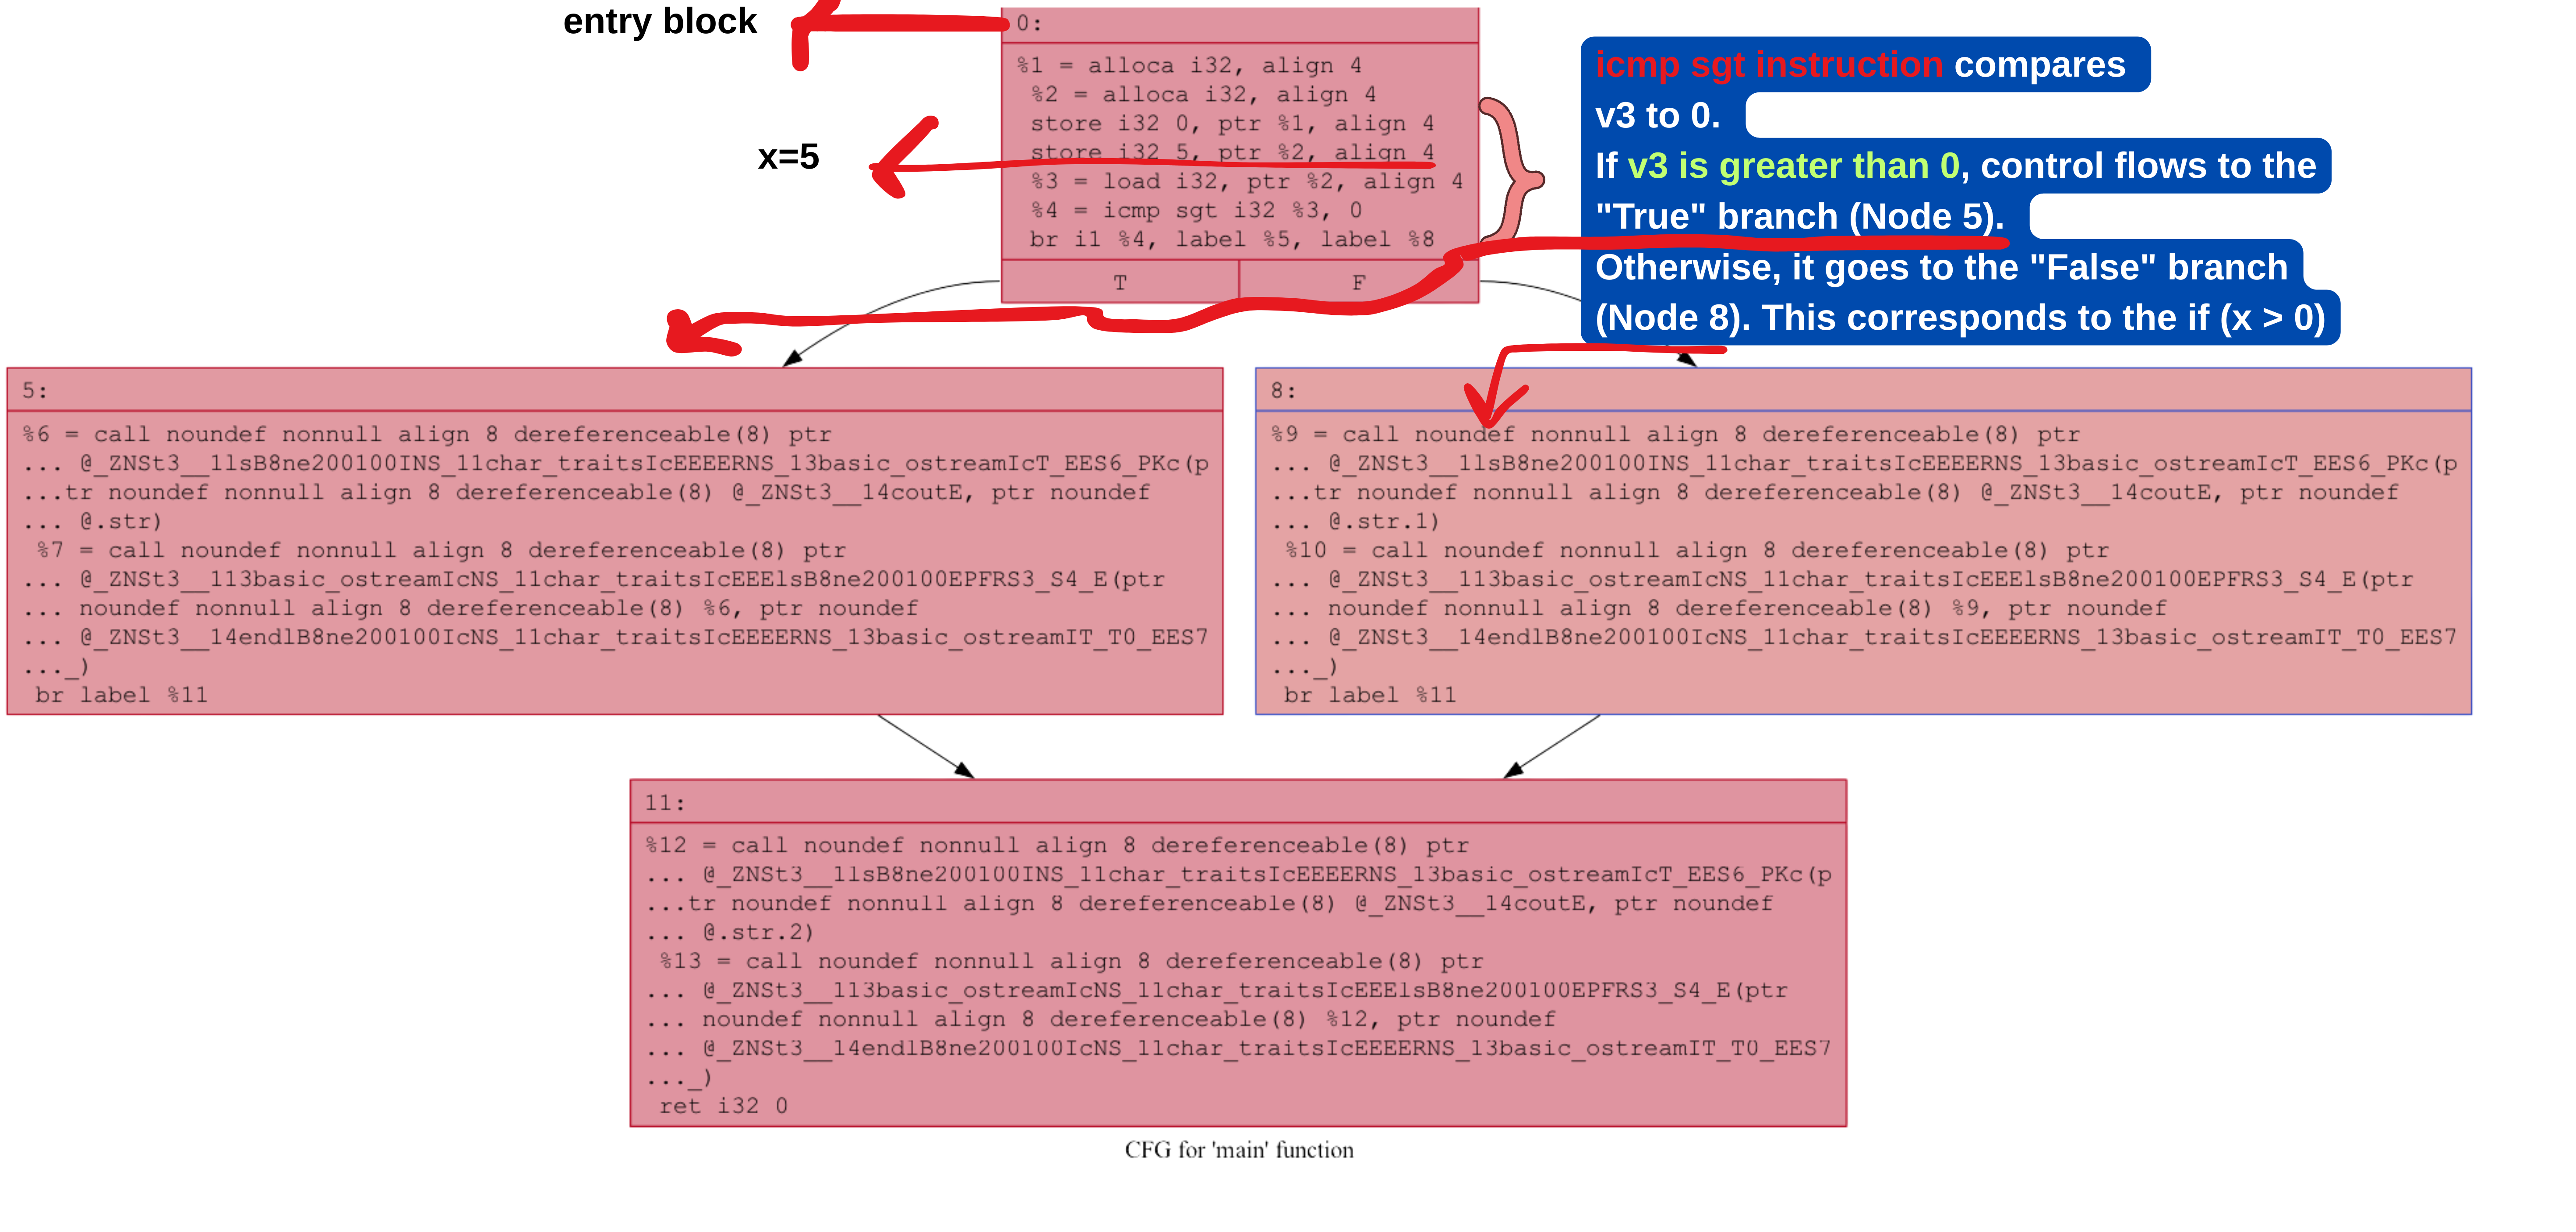 entry block
0:
%1 = alloca i32, align 4
%2 = alloca i32, align 4
store i32 0, ptr %1, align 4
store i32 5, ptr %2, align 4
%3 = load i32, ptr %2, align 4
%4 = icmp sgt i32 %3, 0
br i1 %4, label %5, label %8
T
F
x=5
icmp sgt instruction compares
v3 to 0.
If v3 is greater than 0, control flows to the
"True" branch (Node 5).
Otherwise, it goes to the "False" branch
(Node 8). This corresponds to the if (x > 0)
5:
%6 = call noundef nonnull align 8 dereferenceable(8) ptr
... @_ZNSt3__1lsB8ne200100INS_11char_traitsIcEEEERNS_13basic_ostreamIcT_EES6_PKc(p
...tr noundef nonnull align 8 dereferenceable(8) @_ZNSt3__14coutE, ptr noundef
... @.str)
%7 = call noundef nonnull align 8 dereferenceable(8) ptr
... @_ZNSt3__113basic_ostreamIcNS_11char_traitsIcEEElsB8ne200100EPFRS3_S4_E(ptr
... noundef nonnull align 8 dereferenceable(8) %6, ptr noundef
... @_ZNSt3__14endlB8ne200100IcNS_11char_traitsIcEEEERNS_13basic_ostreamIT_T0_EES7
..._)
br label %11
8:
%9 = call noundef nonnull align 8 dereferenceable(8) ptr
... @_ZNSt3__1lsB8ne200100INS_11char_traitsIcEEEERNS_13basic_ostreamIcT_EES6_PKc(p
...tr noundef nonnull align 8 dereferenceable(8) @_ZNSt3__14coutE, ptr noundef
... @.str.1)
%10 = call noundef nonnull align 8 dereferenceable(8) ptr
... @_ZNSt3__113basic_ostreamIcNS_11char_traitsIcEEElsB8ne200100EPFRS3_S4_E(ptr
... noundef nonnull align 8 dereferenceable(8) %9, ptr noundef
... @_ZNSt3__14endlB8ne200100IcNS_11char_traitsIcEEEERNS_13basic_ostreamIT_T0_EES7
..._)
br label %11
11:
%12 = call noundef nonnull align 8 dereferenceable(8) ptr
... @_ZNSt3__1lsB8ne200100INS_11char_traitsIcEEEERNS_13basic_ostreamIcT_EES6_PKc(p
...tr noundef nonnull align 8 dereferenceable(8) @_ZNSt3__14coutE, ptr noundef
... @.str.2)
%13 = call noundef nonnull align 8 dereferenceable(8) ptr
... @_ZNSt3__113basic_ostreamIcNS_11char_traitsIcEEElsB8ne200100EPFRS3_S4_E(ptr
... noundef nonnull align 8 dereferenceable(8) %12, ptr noundef
... @_ZNSt3__14endlB8ne200100IcNS_11char_traitsIcEEEERNS_13basic_ostreamIT_T0_EES7
..._)
ret i32 0
CFG for 'main' function